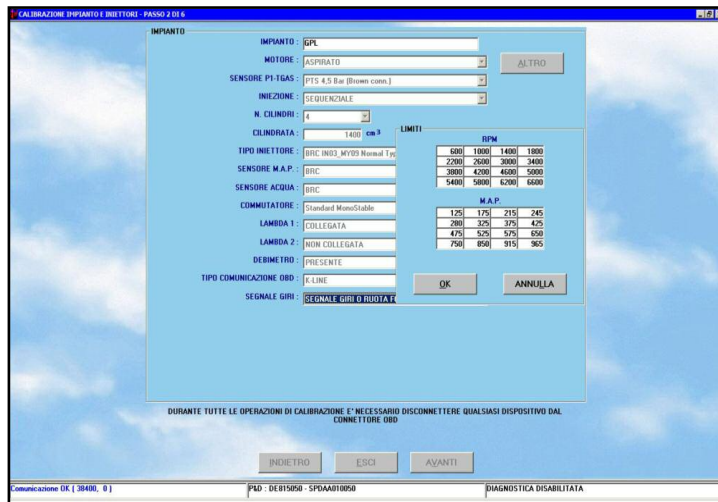 CALIBRAZIONE IMPIANTO E INIETTORI - PASSO 2 DI 6
IMPIANTO
IMPIANTO : GPL
MOTORE : ASPIRATO
ALTRO
SENSORE P1-TGAS : PTS 4,5 Bar (Brown conn.)
INIEZIONE : SEQUENZIALE
N. CILINDRI : 4
CILINDRATA : 1400 cm3
TIPO INIETTORE : BRC IN03_MY09 Normal Typ
SENSORE M.A.P. : BRC
SENSORE ACQUA : BRC
COMMUTATORE : Standard MonoStable
LAMBDA 1 : COLLEGATA
LAMBDA 2 : NON COLLEGATA
DEBIMETRO : PRESENTE
TIPO COMUNICAZIONE OBD : K-LINE
SEGNALE GIRI : SEGNALE GIRI O RUOTA F
LIMITI
RPM
600 1000 1400 1800
2200 2600 3000 3400
3800 4200 4600 5000
5400 5800 6200 6600
M.A.P.
125 175 215 245
280 325 375 425
475 525 575 650
750 850 915 965
OK ANNULLA
DURANTE TUTTE LE OPERAZIONI DI CALIBRAZIONE E' NECESSARIO DISCONNETTERE QUALSIASI DISPOSITIVO DAL
CONNETTORE OBD
INDIETRO ESCI AVANTI
Comunicazione OK ( 38400, 0 ) P&D : DE815050 - SPDAA010050 DIAGNOSTICA DISABILITATA